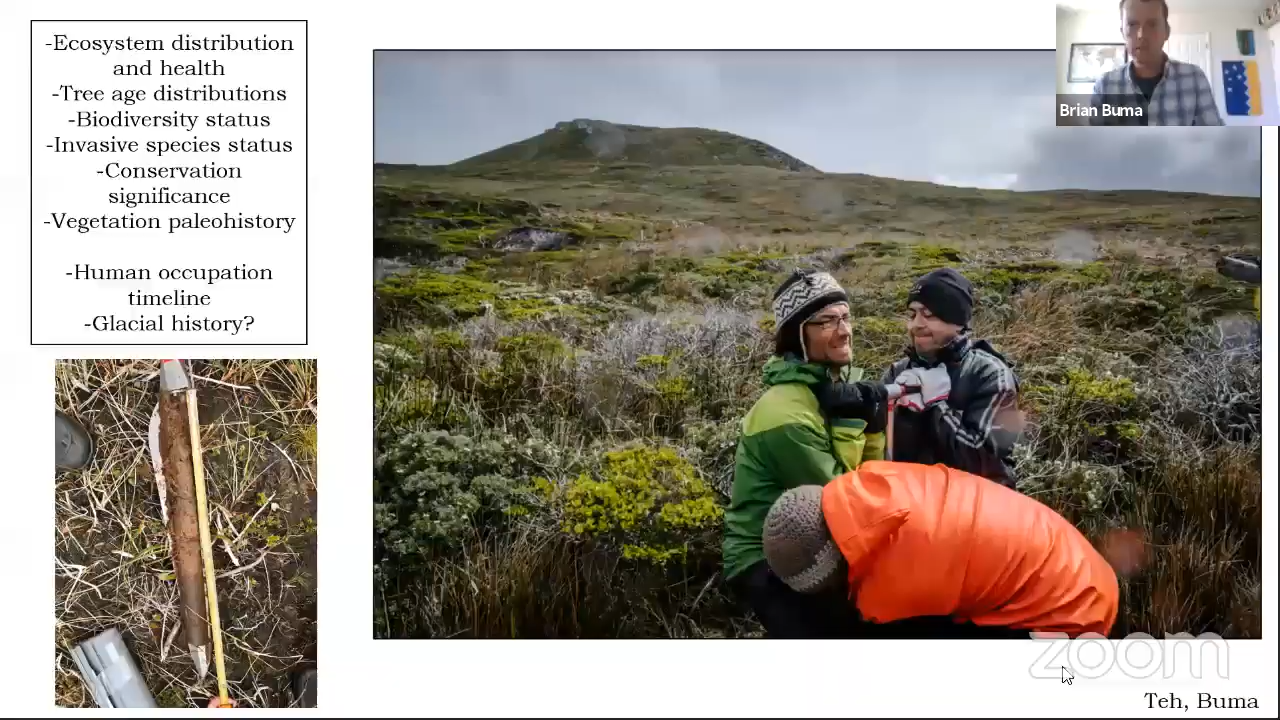 -Ecosystem distribution
and health
-Tree age distributions
-Biodiversity status
-Invasive species status
-Conservation
significance
-Vegetation paleohistory
-Human occupation
timeline
-Glacial history?
Brian Buma
zoom
Teh, Buma